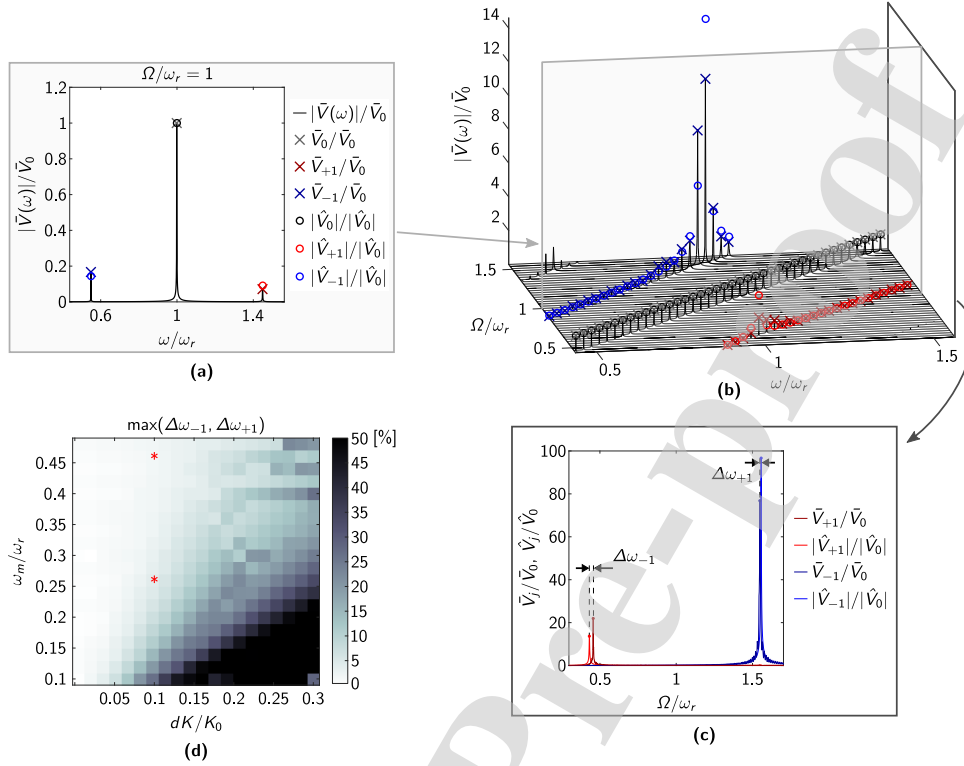 Ω/ω_r = 1
|V̄(ω)|/V̄_0
1.2
1
0.8
0.6
0.4
0.2
0
0.6
1
1.4
ω/ω_r
|V̄(ω)|/V̄_0
V̄_0/V̄_0
V̄_{+1}/V̄_0
V̄_{-1}/V̄_0
|V̂_0|/|V̂_0|
|V̂_{+1}|/|V̂_0|
|V̂_{-1}|/|V̂_0|
(a)
|V̄(ω)|/V̄_0
14
12
10
8
6
4
2
1.5
1
0.5
Ω/ω_r
0.5
1
1.5
ω/ω_r
(b)
max(Δω_{-1}, Δω_{+1})
ω_m/ω_r
0.45
0.4
0.35
0.3
0.25
0.2
0.15
0.1
0.05
0.1
0.15
0.2
0.25
0.3
dK/K_0
50 [%]
45
40
35
30
25
20
15
10
5
0
(d)
V̄_j/V̄_0, V̂_j/V̂_0
100
80
60
40
20
0
0.5
1
1.5
Ω/ω_r
Δω_{+1}
Δω_{-1}
V̄_{+1}/V̄_0
|V̂_{+1}|/|V̂_0|
V̄_{-1}/V̄_0
|V̂_{-1}|/|V̂_0|
(c)
Pre-proof